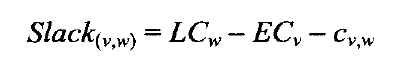 Slack(v,w) = LCw – ECv – cv,w